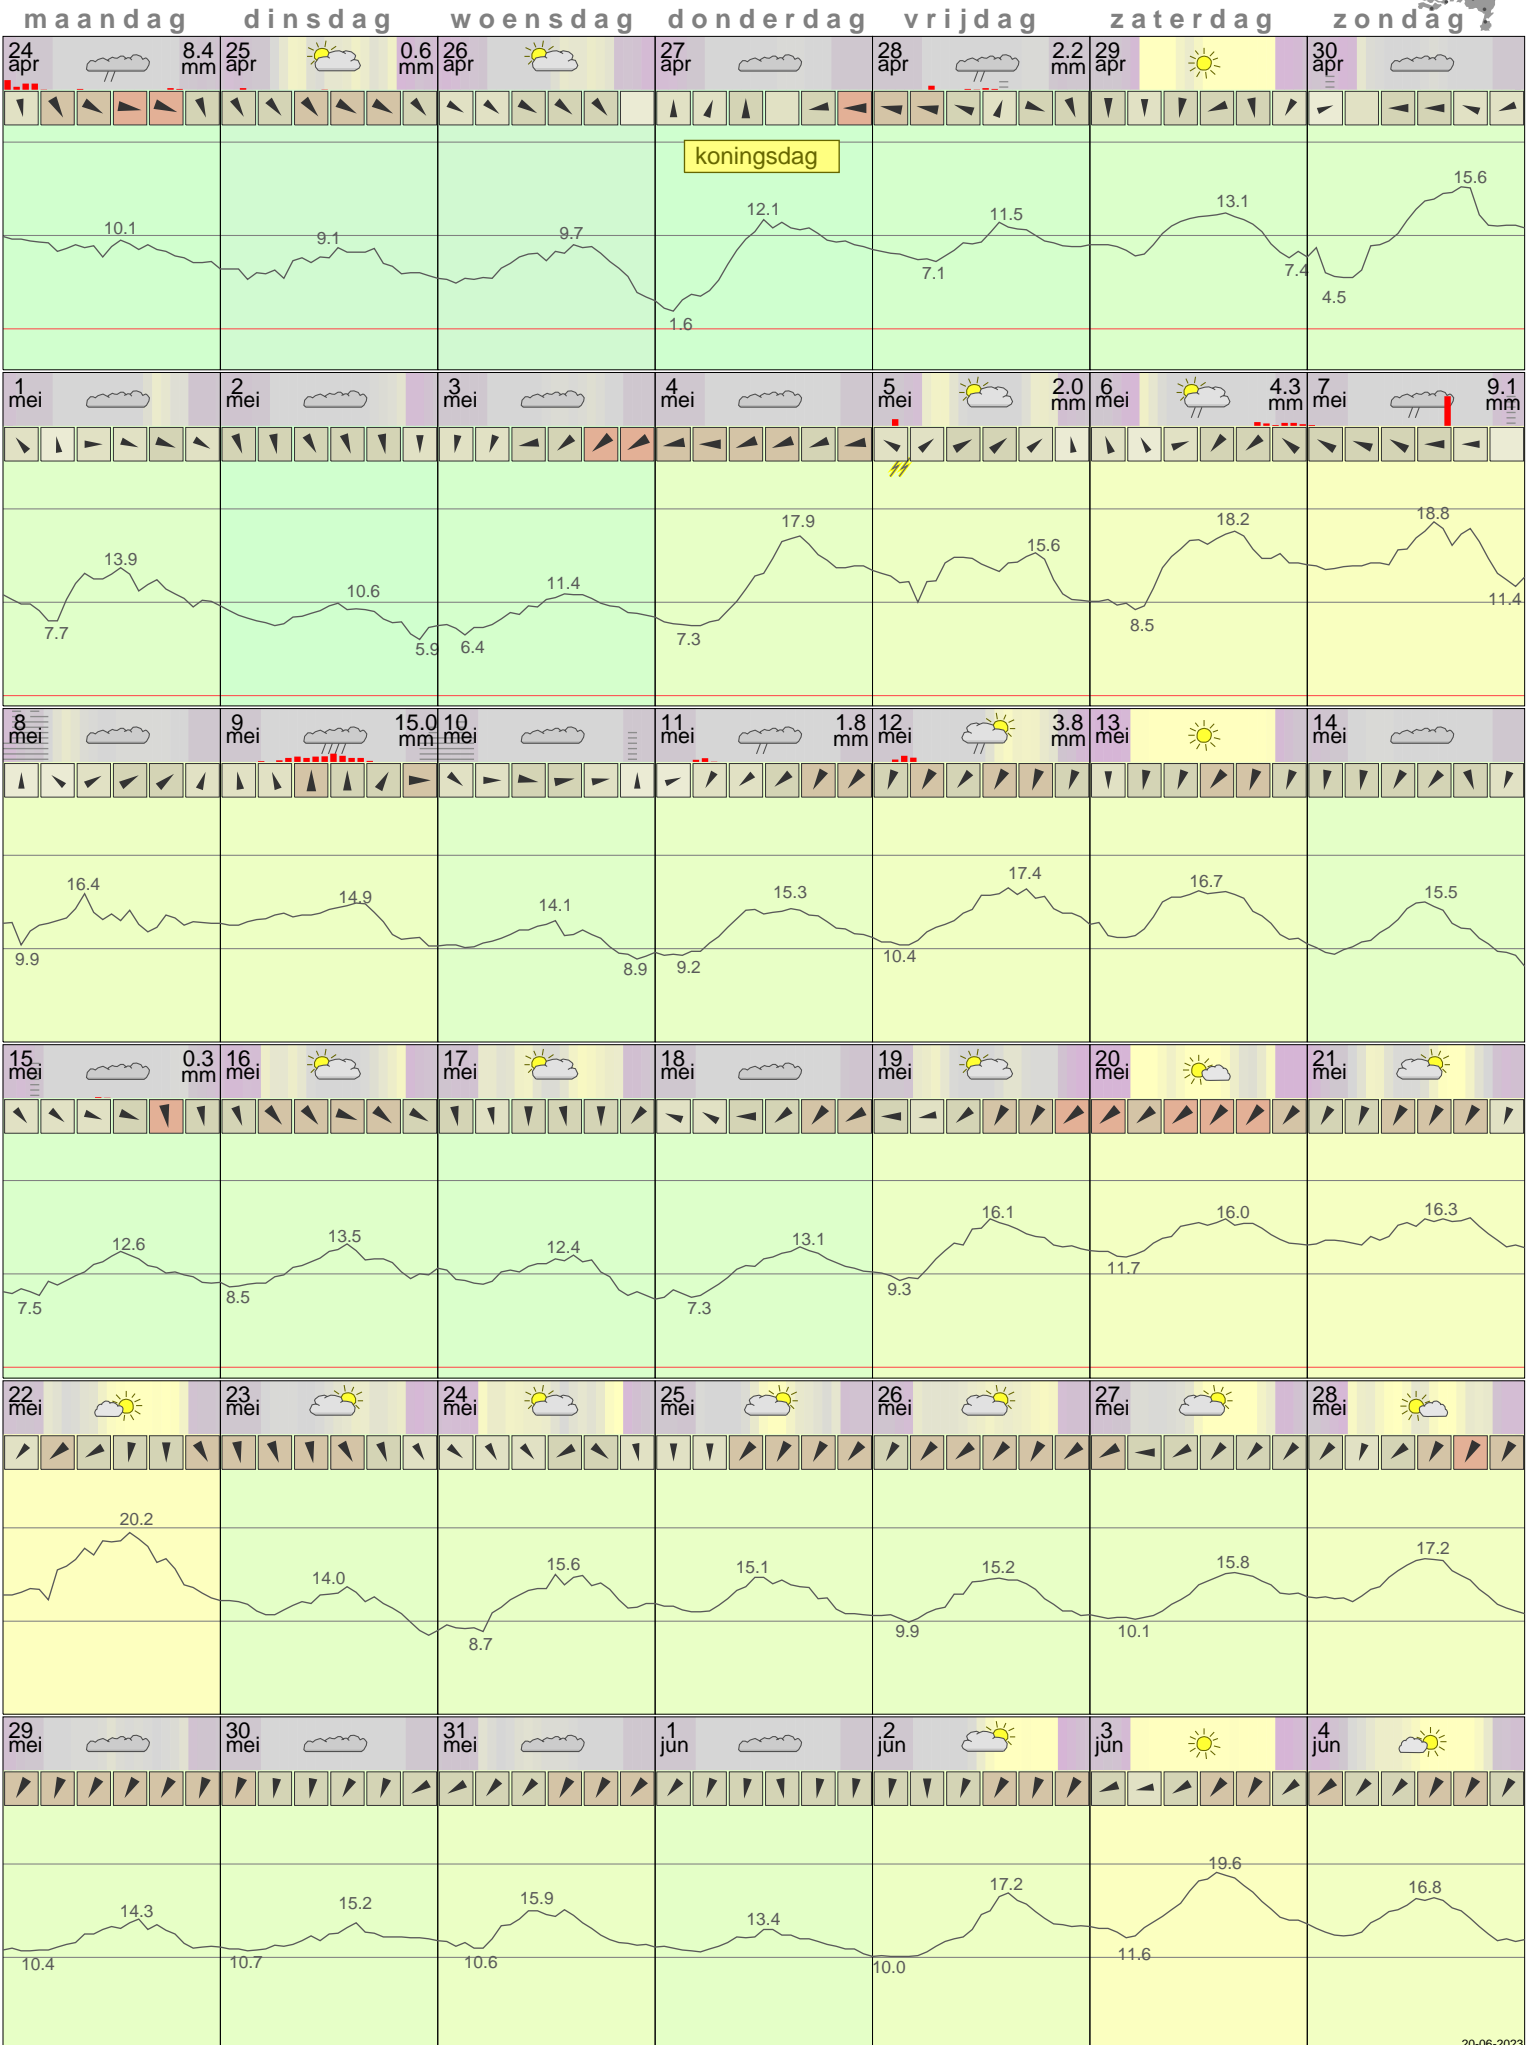 maandag dinsdag woensdag donderdag vrijdag zaterdag zondag
24 8.4 25 0.6 26 27 28 2.2 29 30
apr mm apr mm apr apr apr mm apr apr
koningsdag
10.1 9.1 9.7 12.1 11.5 13.1 15.6
1.6 7.1 7.4 4.5
1 2 3 4 5 2.0 6 4.3 7 9.1
mei mei mei mei mei mm mei mm mei mm
13.9 10.6 11.4 17.9 15.6 18.2 18.8
7.7 5.9 6.4 7.3 8.5 11.4
8 9 15.0 10 11 1.8 12 3.8 13 14
mei mei mm mei mei mm mei mm mei mei
16.4 14.9 14.1 15.3 17.4 16.7 15.5
9.9 8.9 9.2 10.4
15 0.3 16 17 18 19 20 21
mei mm mei mei mei mei mei mei
12.6 13.5 12.4 13.1 16.1 16.0 16.3
7.5 8.5 7.3 9.3 11.7
22 23 24 25 26 27 28
mei mei mei mei mei mei mei
20.2 14.0 15.6 15.1 15.2 15.8 17.2
8.7 9.9 10.1
29 30 31 1 2 3 4
mei mei mei jun jun jun jun
14.3 15.2 15.9 13.4 17.2 19.6 16.8
10.4 10.7 10.6 10.0 11.6
20-06-2023